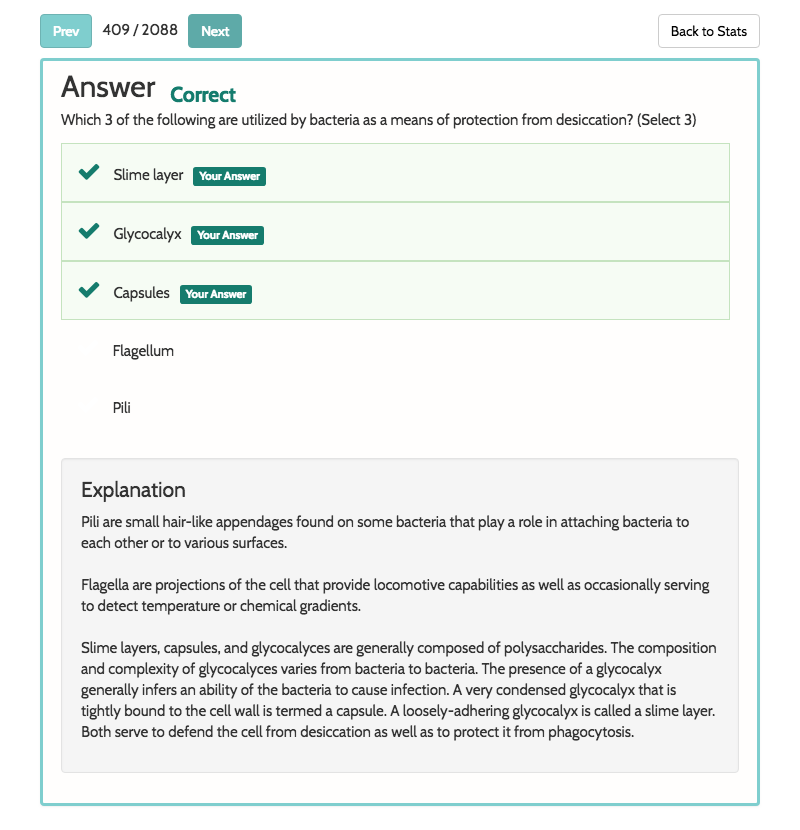 Prev 409 / 2088 Next Back to Stats
Answer Correct
Which 3 of the following are utilized by bacteria as a means of protection from desiccation? (Select 3)
Slime layer Your Answer
Glycocalyx Your Answer
Capsules Your Answer
Flagellum
Pili
Explanation
Pili are small hair-like appendages found on some bacteria that play a role in attaching bacteria to
each other or to various surfaces.
Flagella are projections of the cell that provide locomotive capabilities as well as occasionally serving
to detect temperature or chemical gradients.
Slime layers, capsules, and glycocalyces are generally composed of polysaccharides. The composition
and complexity of glycocalyces varies from bacteria to bacteria. The presence of a glycocalyx
generally infers an ability of the bacteria to cause infection. A very condensed glycocalyx that is
tightly bound to the cell wall is termed a capsule. A loosely-adhering glycocalyx is called a slime layer.
Both serve to defend the cell from desiccation as well as to protect it from phagocytosis.